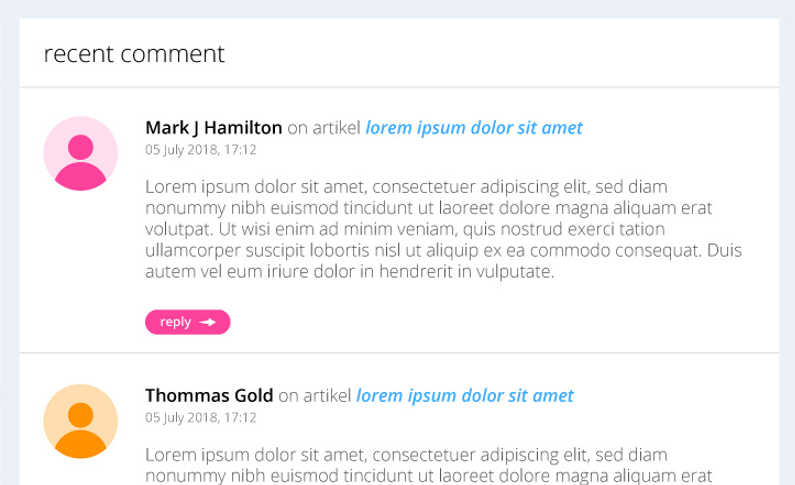 recent comment
Mark J Hamilton on artikel lorem ipsum dolor sit amet
05 July 2018, 17:12
Lorem ipsum dolor sit amet, consectetuer adipiscing elit, sed diam
nonummy nibh euismod tincidunt ut laoreet dolore magna aliquam erat
volutpat. Ut wisi enim ad minim veniam, quis nostrud exerci tation
ullamcorper suscipit lobortis nisl ut aliquip ex ea commodo consequat. Duis
autem vel eum iriure dolor in hendrerit in vulputate.
reply
Thommas Gold on artikel lorem ipsum dolor sit amet
05 July 2018, 17:12
Lorem ipsum dolor sit amet, consectetuer adipiscing elit, sed diam
nonummy nibh euismod tincidunt ut laoreet dolore magna aliquam erat